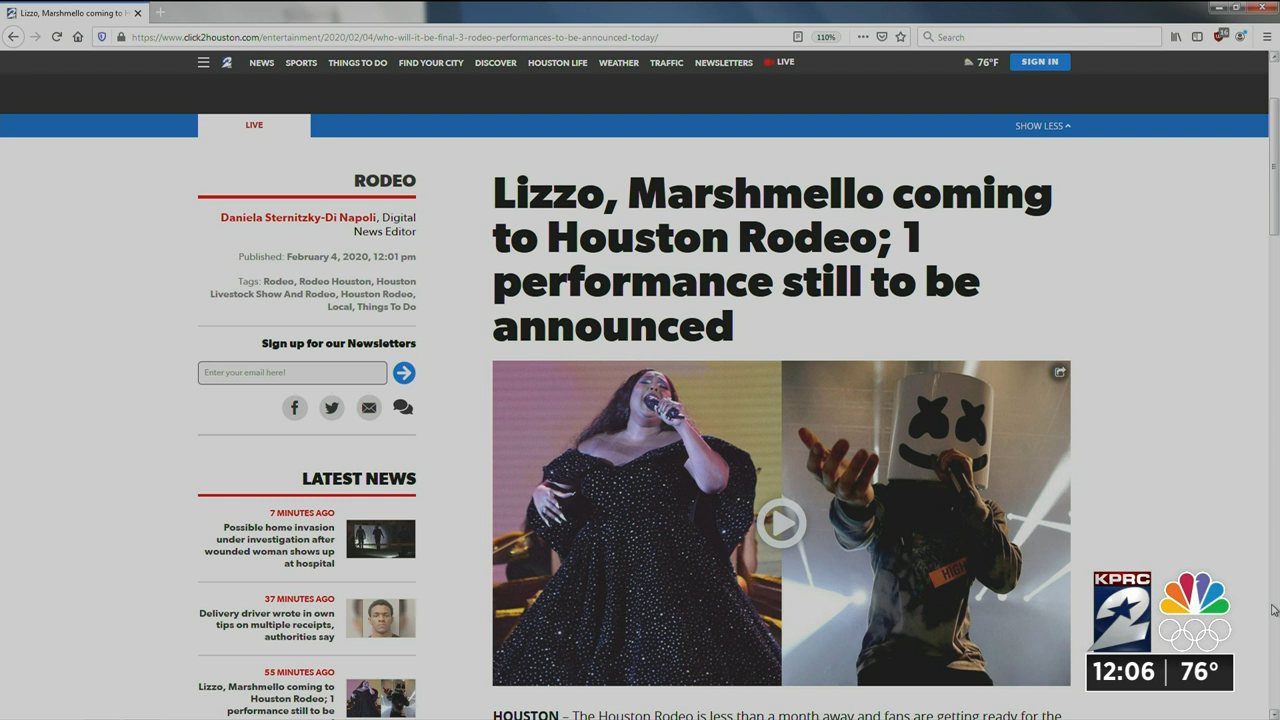 Lizzo, Marshmello coming to H
https://www.click2houston.com/entertainment/2020/02/04/who-will-it-be-final-3-rodeo-performances-to-be-announced-today/
110%
Search
16
2
NEWS
SPORTS
THINGS TO DO
FIND YOUR CITY
DISCOVER
HOUSTON LIFE
WEATHER
TRAFFIC
NEWSLETTERS
LIVE
76°F
SIGN IN
LIVE
SHOW LESS
RODEO
Daniela Sternitzky-Di Napoli, Digital
News Editor
Published: February 4, 2020, 12:01 pm
Tags: Rodeo, Rodeo Houston, Houston
Livestock Show And Rodeo, Houston Rodeo,
Local, Things To Do
Sign up for our Newsletters
Enter your email here!
LATEST NEWS
7 MINUTES AGO
Possible home invasion
under investigation after
wounded woman shows up
at hospital
37 MINUTES AGO
Delivery driver wrote in own
tips on multiple receipts,
authorities say
55 MINUTES AGO
Lizzo, Marshmello coming to
Houston Rodeo; 1
performance still to be
Lizzo, Marshmello coming
to Houston Rodeo; 1
performance still to be
announced
HIGH
HOUSTON – The Houston Rodeo is less than a month away and fans are getting ready for the
KPRC
2
12:06
76°